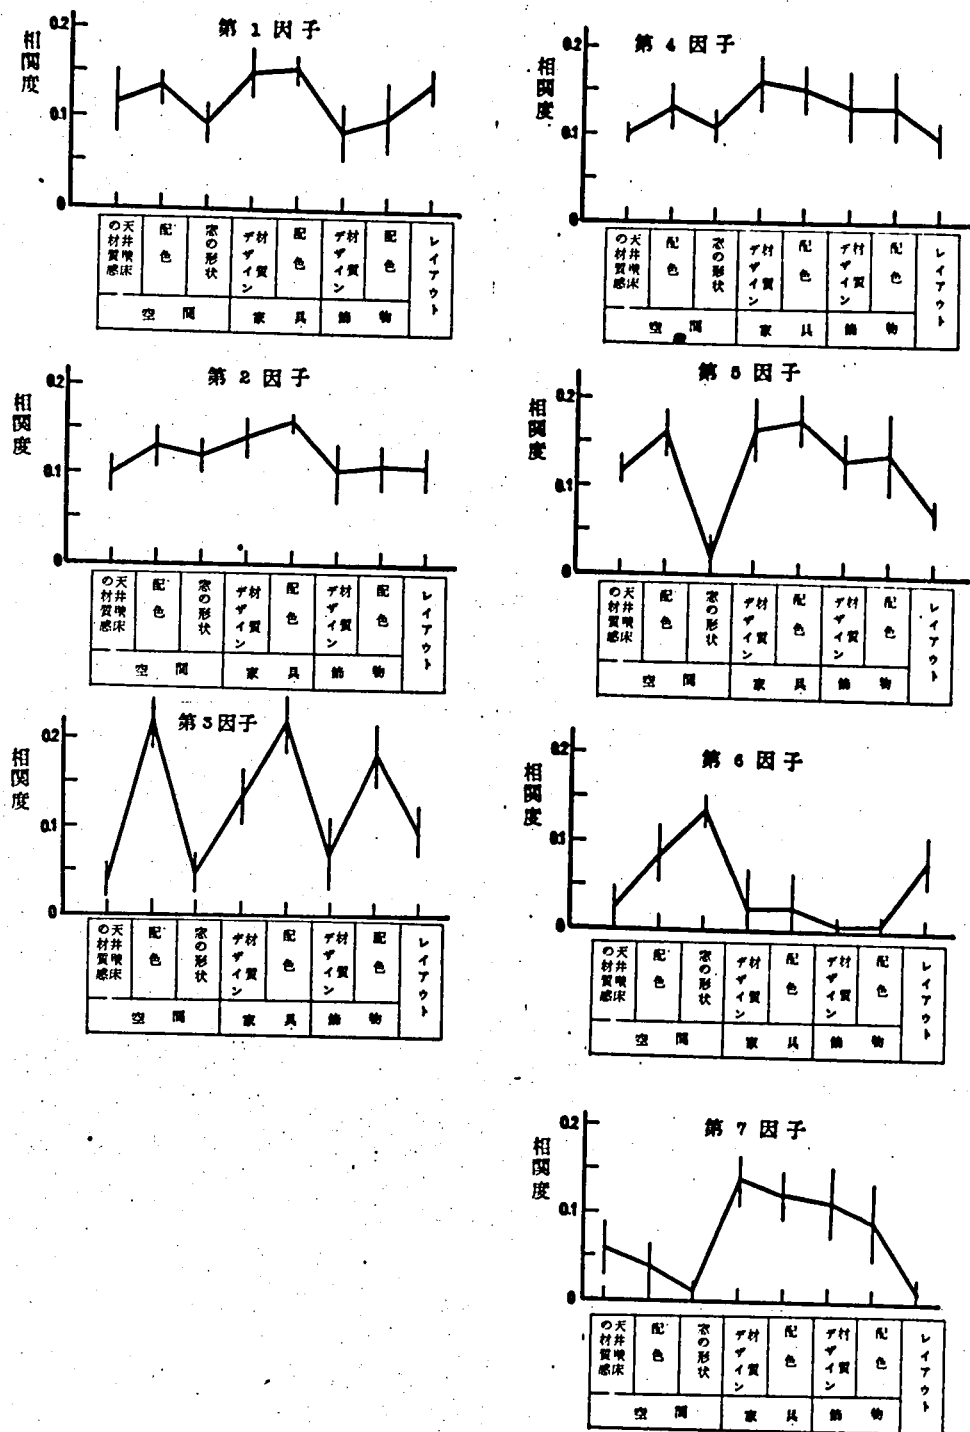 第1因子
相関度
0.2
0.1
0
天井壁床の材質感
配色
窓の形状
材質デザイン
配色
材質デザイン
配色
レイアウト
空間
家具
飾物
第2因子
相関度
0.2
0.1
0
天井壁床の材質感
配色
窓の形状
材質デザイン
配色
材質デザイン
配色
レイアウト
空間
家具
飾物
第3因子
相関度
0.2
0.1
0
天井壁床の材質感
配色
窓の形状
材質デザイン
配色
材質デザイン
配色
レイアウト
空間
家具
飾物
第4因子
相関度
0.2
0.1
0
天井壁床の材質感
配色
窓の形状
材質デザイン
配色
材質デザイン
配色
レイアウト
空間
家具
飾物
第5因子
相関度
0.2
0.1
0
天井壁床の材質感
配色
窓の形状
材質デザイン
配色
材質デザイン
配色
レイアウト
空間
家具
飾物
第6因子
相関度
0.2
0.1
0
天井壁床の材質感
配色
窓の形状
材質デザイン
配色
材質デザイン
配色
レイアウト
空間
家具
飾物
第7因子
相関度
0.2
0.1
0
天井壁床の材質感
配色
窓の形状
材質デザイン
配色
材質デザイン
配色
レイアウト
空間
家具
飾物